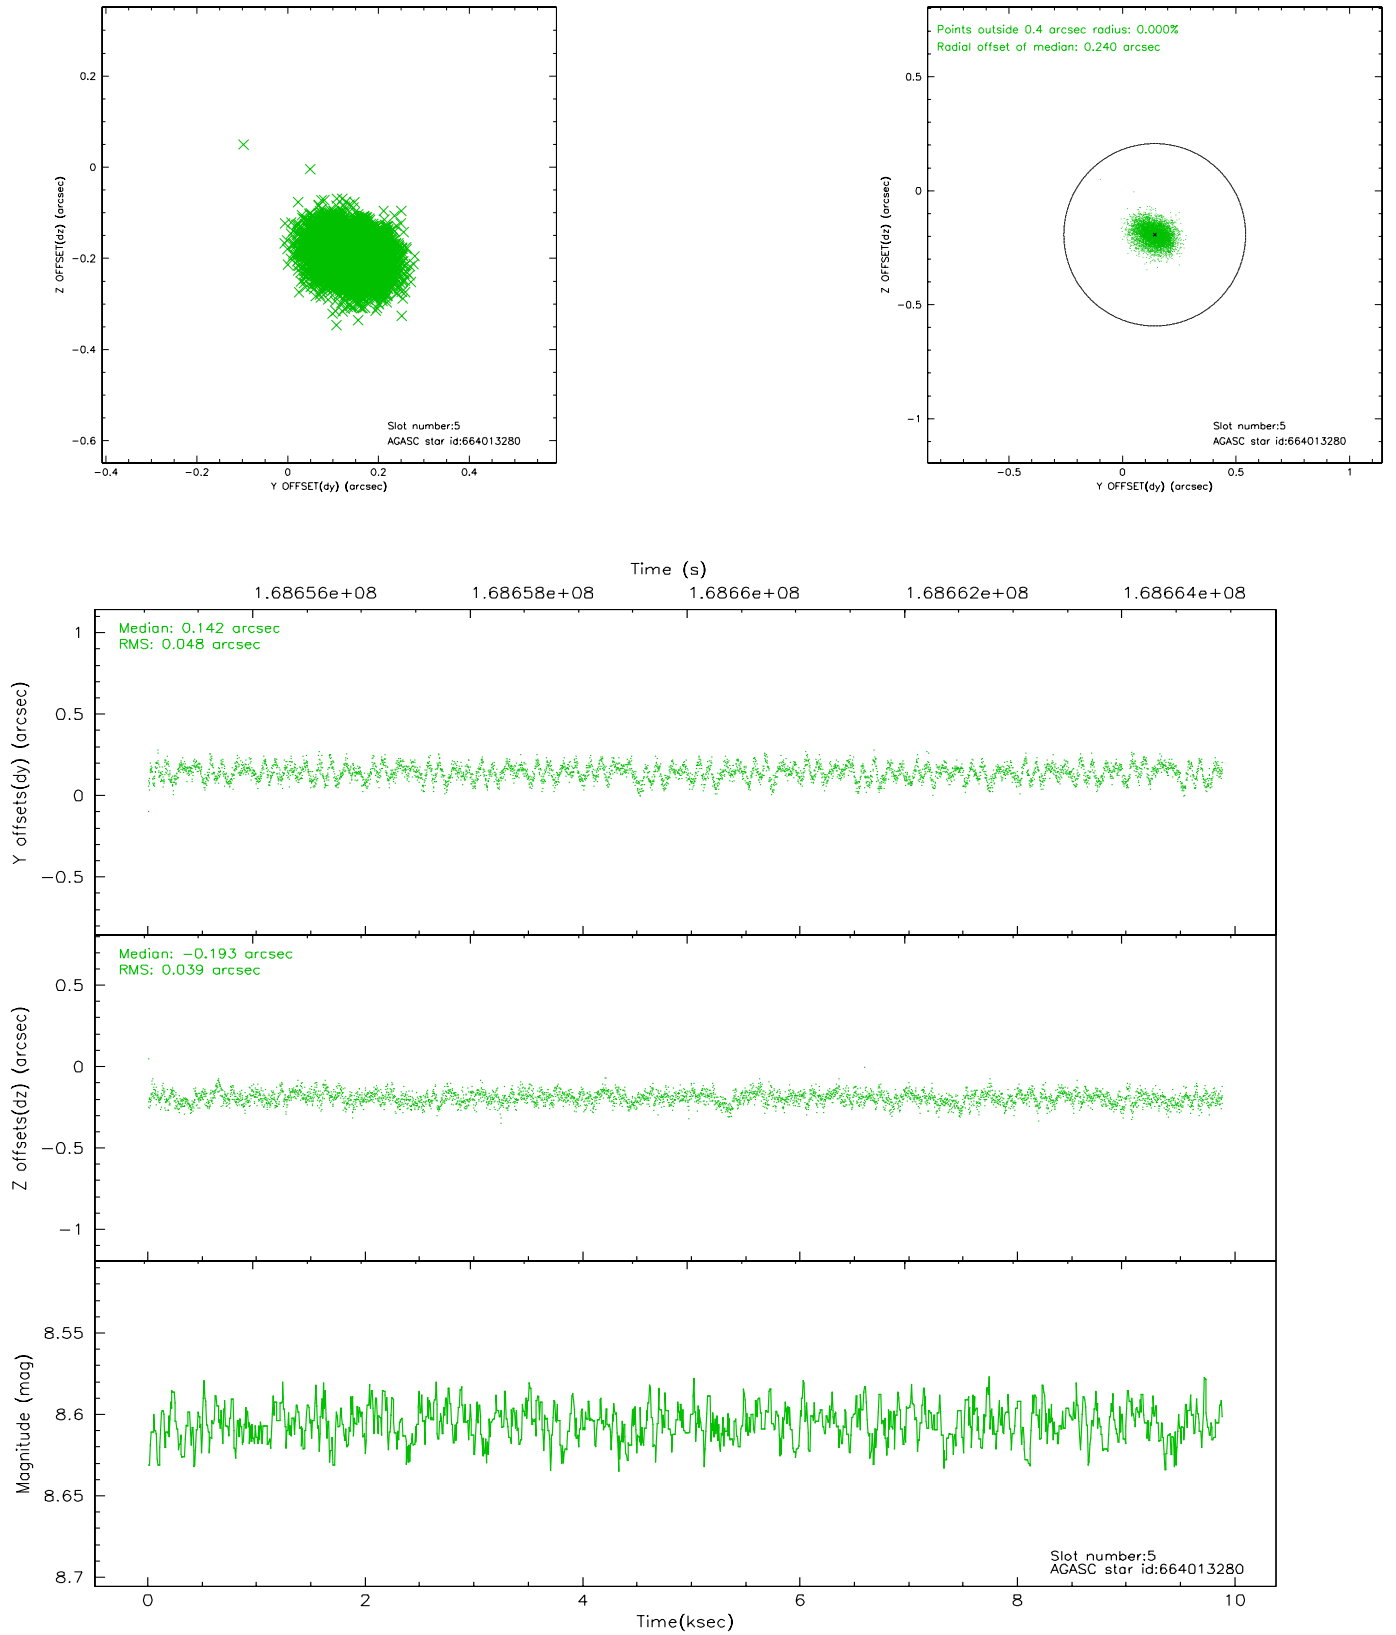 0.2
0
−0.2
−0.4
−0.6
Z OFFSET(dz) (arcsec)
−0.4
−0.2
0
0.2
0.4
Y OFFSET(dy) (arcsec)
Slot number:5
AGASC star id:664013280
Points outside 0.4 arcsec radius: 0.000%
Radial offset of median: 0.240 arcsec
0.5
0
−0.5
−1
Z OFFSET(dz) (arcsec)
−0.5
0
0.5
1
Y OFFSET(dy) (arcsec)
Slot number:5
AGASC star id:664013280
Time (s)
1.68656e+08
1.68658e+08
1.6866e+08
1.68662e+08
1.68664e+08
Median: 0.142 arcsec
RMS: 0.048 arcsec
1
0.5
0
−0.5
Y offsets(dy) (arcsec)
Median: −0.193 arcsec
RMS: 0.039 arcsec
0.5
0
−0.5
−1
Z offsets(dz) (arcsec)
8.55
8.6
8.65
8.7
Magnitude (mag)
Slot number:5
AGASC star id:664013280
0
2
4
6
8
10
Time(ksec)